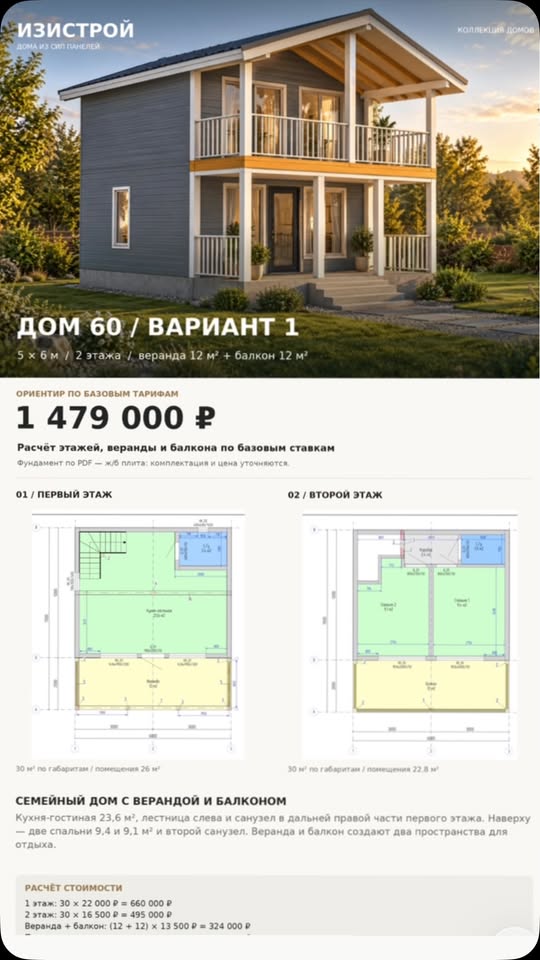 ИЗИСТРОЙ
ДОМА ИЗ СИП ПАНЕЛЕЙ
КОЛЛЕКЦИЯ ДОМОВ
ДОМ 60 / ВАРИАНТ 1
5 × 6 м / 2 этажа / веранда 12 м² + балкон 12 м²
ОРИЕНТИР ПО БАЗОВЫМ ТАРИФАМ
1 479 000 ₽
Расчёт этажей, веранды и балкона по базовым ставкам
Фундамент по PDF — ж/б плита: комплектация и цена уточняются.
01 / ПЕРВЫЙ ЭТАЖ
02 / ВТОРОЙ ЭТАЖ
30 м² по габаритам / помещения 26 м²
30 м² по габаритам / помещения 22,8 м²
СЕМЕЙНЫЙ ДОМ С ВЕРАНДОЙ И БАЛКОНОМ
Кухня-гостиная 23,6 м², лестница слева и санузел в дальней правой части первого этажа. Наверху
— две спальни 9,4 и 9,1 м² и второй санузел. Веранда и балкон создают два пространства для
отдыха.
РАСЧЁТ СТОИМОСТИ
1 этаж: 30 × 22 000 ₽ = 660 000 ₽
2 этаж: 30 × 16 500 ₽ = 495 000 ₽
Веранда + балкон: (12 + 12) × 13 500 ₽ = 324 000 ₽